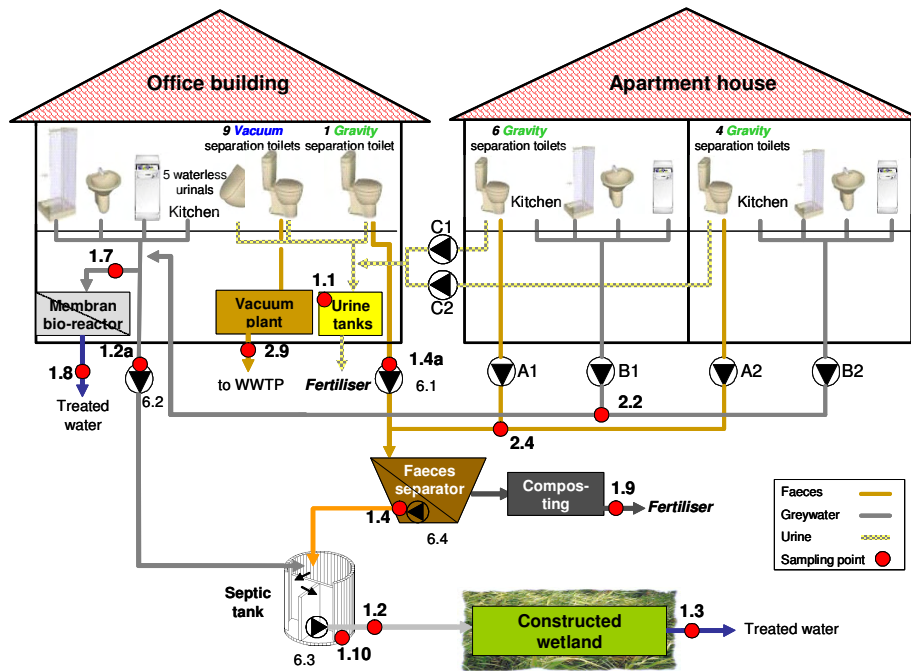 Office building
Apartment house
9 Vacuum
separation toilets
1 Gravity
separation toilet
6 Gravity
separation toilets
4 Gravity
separation toilets
5 waterless
urinals
Kitchen
Kitchen
Kitchen
C1
C2
1.7
1.1
Membran
bio-reactor
Vacuum
plant
Urine
tanks
1.2a
2.9
1.4a
1.8
6.2
to WWTP
Fertiliser
6.1
A1
B1
A2
B2
Treated
water
2.2
2.4
Faeces
separator
Compos-
ting
1.9
Fertiliser
1.4
6.4
Faeces
Greywater
Urine
Sampling point
Septic
tank
1.2
1.10
6.3
Constructed
wetland
1.3
Treated water